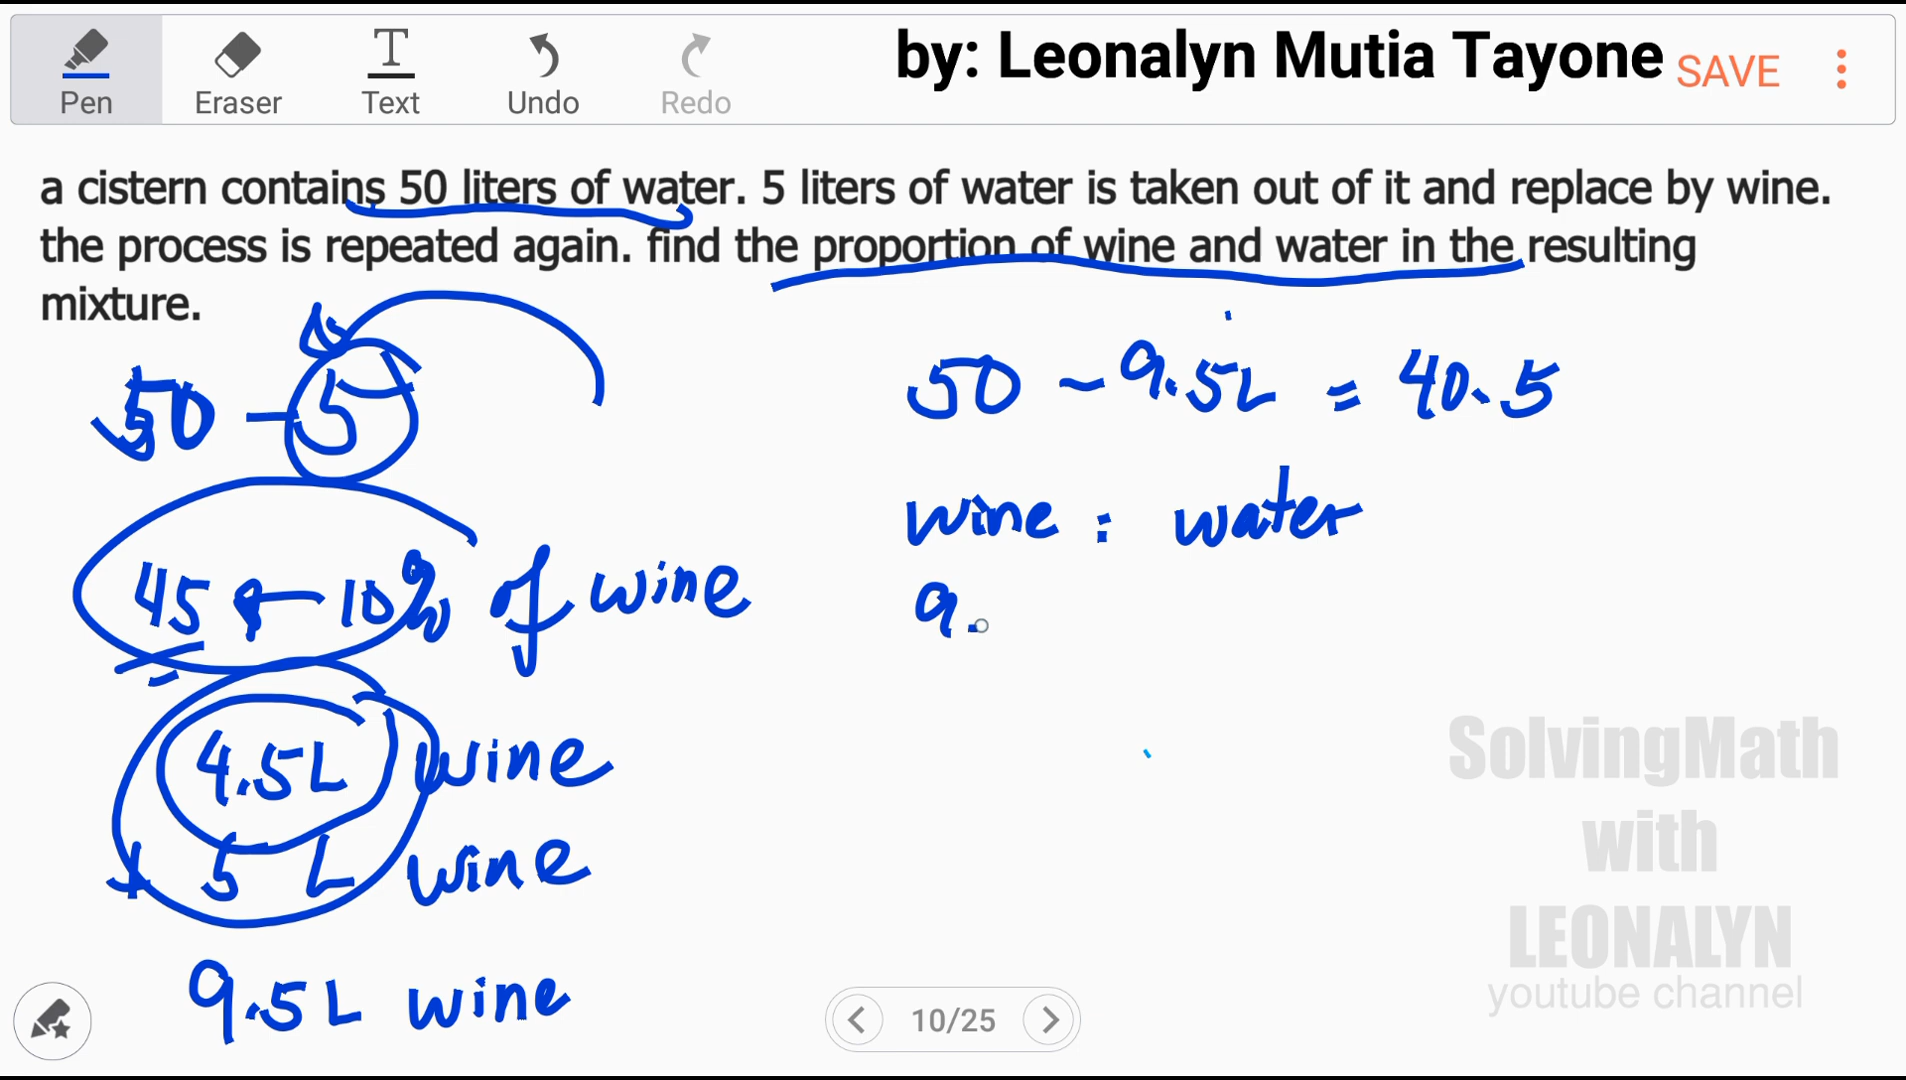 Pen Eraser Text Undo Redo by: Leonalyn Mutia Tayone SAVE
a cistern contains 50 liters of water. 5 liters of water is taken out of it and replace by wine.
the process is repeated again. find the proportion of wine and water in the resulting
mixture.
50 - 5
45 ← 10% of wine
4.5L wine
+ 5 L wine
9.5L wine
50 - 9.5L = 40.5
wine : water
9.
SolvingMath
with
LEONALYN
youtube channel
10/25